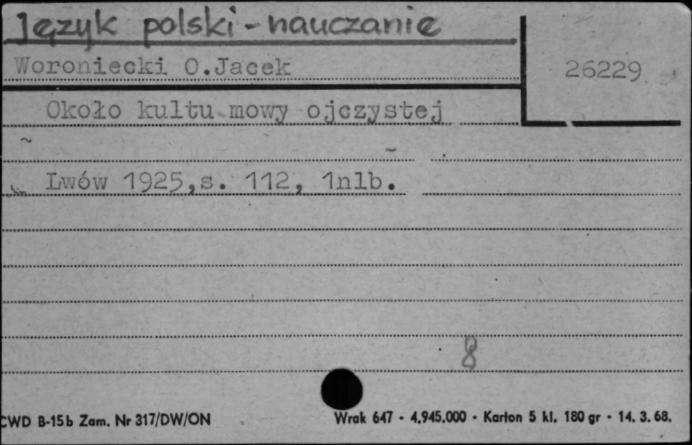 Język polski - nauczanie
Woroniecki O.Jacek
26229
Około kultu mowy ojczystej
Lwów 1925,s. 112, 1nlb.
8
CWD B-15b Zam. Nr 317/DW/ON
Wrak 647 - 4.945.000 - Karton 5 kl. 180 gr - 14. 3. 68.